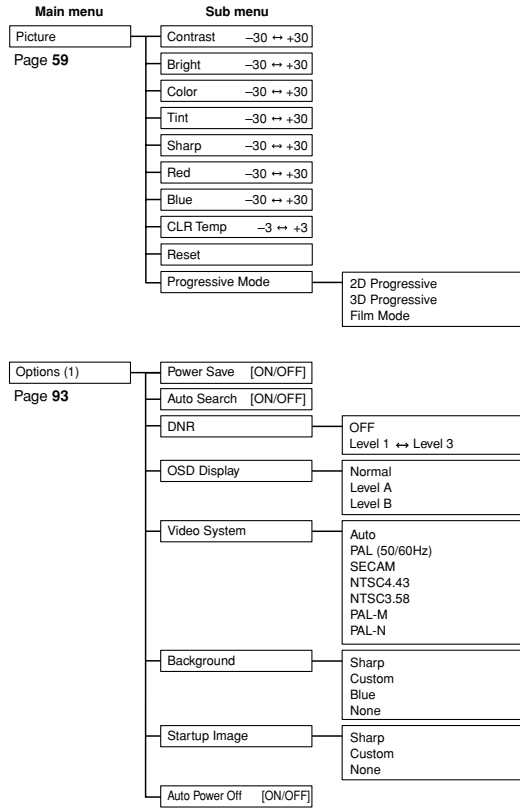 Main menu
Sub menu
Picture
Page 59
Contrast –30 ↔ +30
Bright –30 ↔ +30
Color –30 ↔ +30
Tint –30 ↔ +30
Sharp –30 ↔ +30
Red –30 ↔ +30
Blue –30 ↔ +30
CLR Temp –3 ↔ +3
Reset
Progressive Mode
2D Progressive
3D Progressive
Film Mode
Options (1)
Page 93
Power Save [ON/OFF]
Auto Search [ON/OFF]
DNR
OFF
Level 1 ↔ Level 3
OSD Display
Normal
Level A
Level B
Video System
Auto
PAL (50/60Hz)
SECAM
NTSC4.43
NTSC3.58
PAL-M
PAL-N
Background
Sharp
Custom
Blue
None
Startup Image
Sharp
Custom
None
Auto Power Off [ON/OFF]